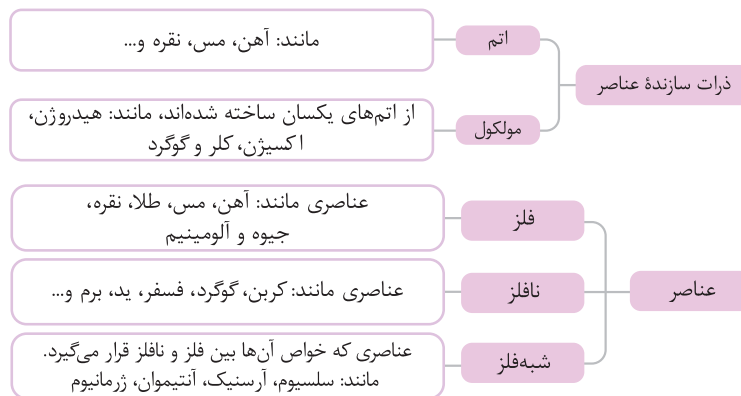 ذرات سازندهٔ عناصر
اتم
مانند: آهن، مس، نقره و...
مولکول
از اتم‌های یکسان ساخته شده‌اند، مانند: هیدروژن،
اکسیژن، کلر و گوگرد
عناصر
فلز
عناصری مانند: آهن، مس، طلا، نقره،
جیوه و آلومینیم
نافلز
عناصری مانند: کربن، گوگرد، فسفر، ید، برم و...
شبه‌فلز
عناصری که خواص آن‌ها بین فلز و نافلز قرار می‌گیرد.
مانند: سلسیوم، آرسنیک، آنتیموان، ژرمانیوم